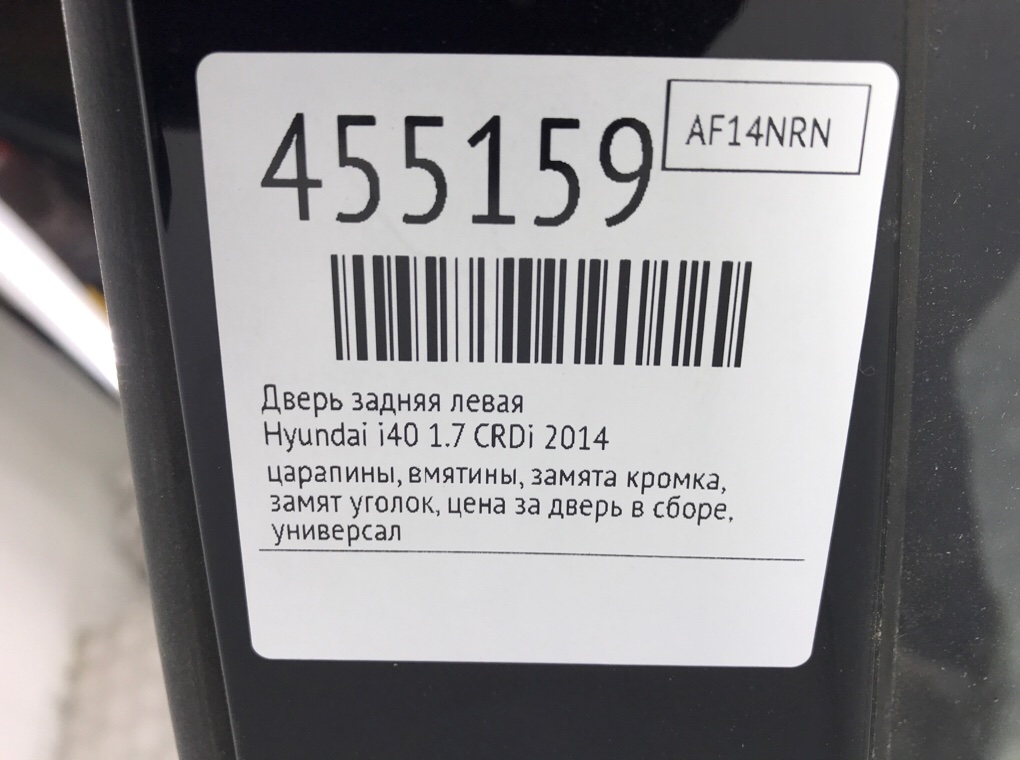 455159
AF14NRN
Дверь задняя левая
Hyundai i40 1.7 CRDi 2014
царапины, вмятины, замята кромка,
замят уголок, цена за дверь в сборе,
универсал